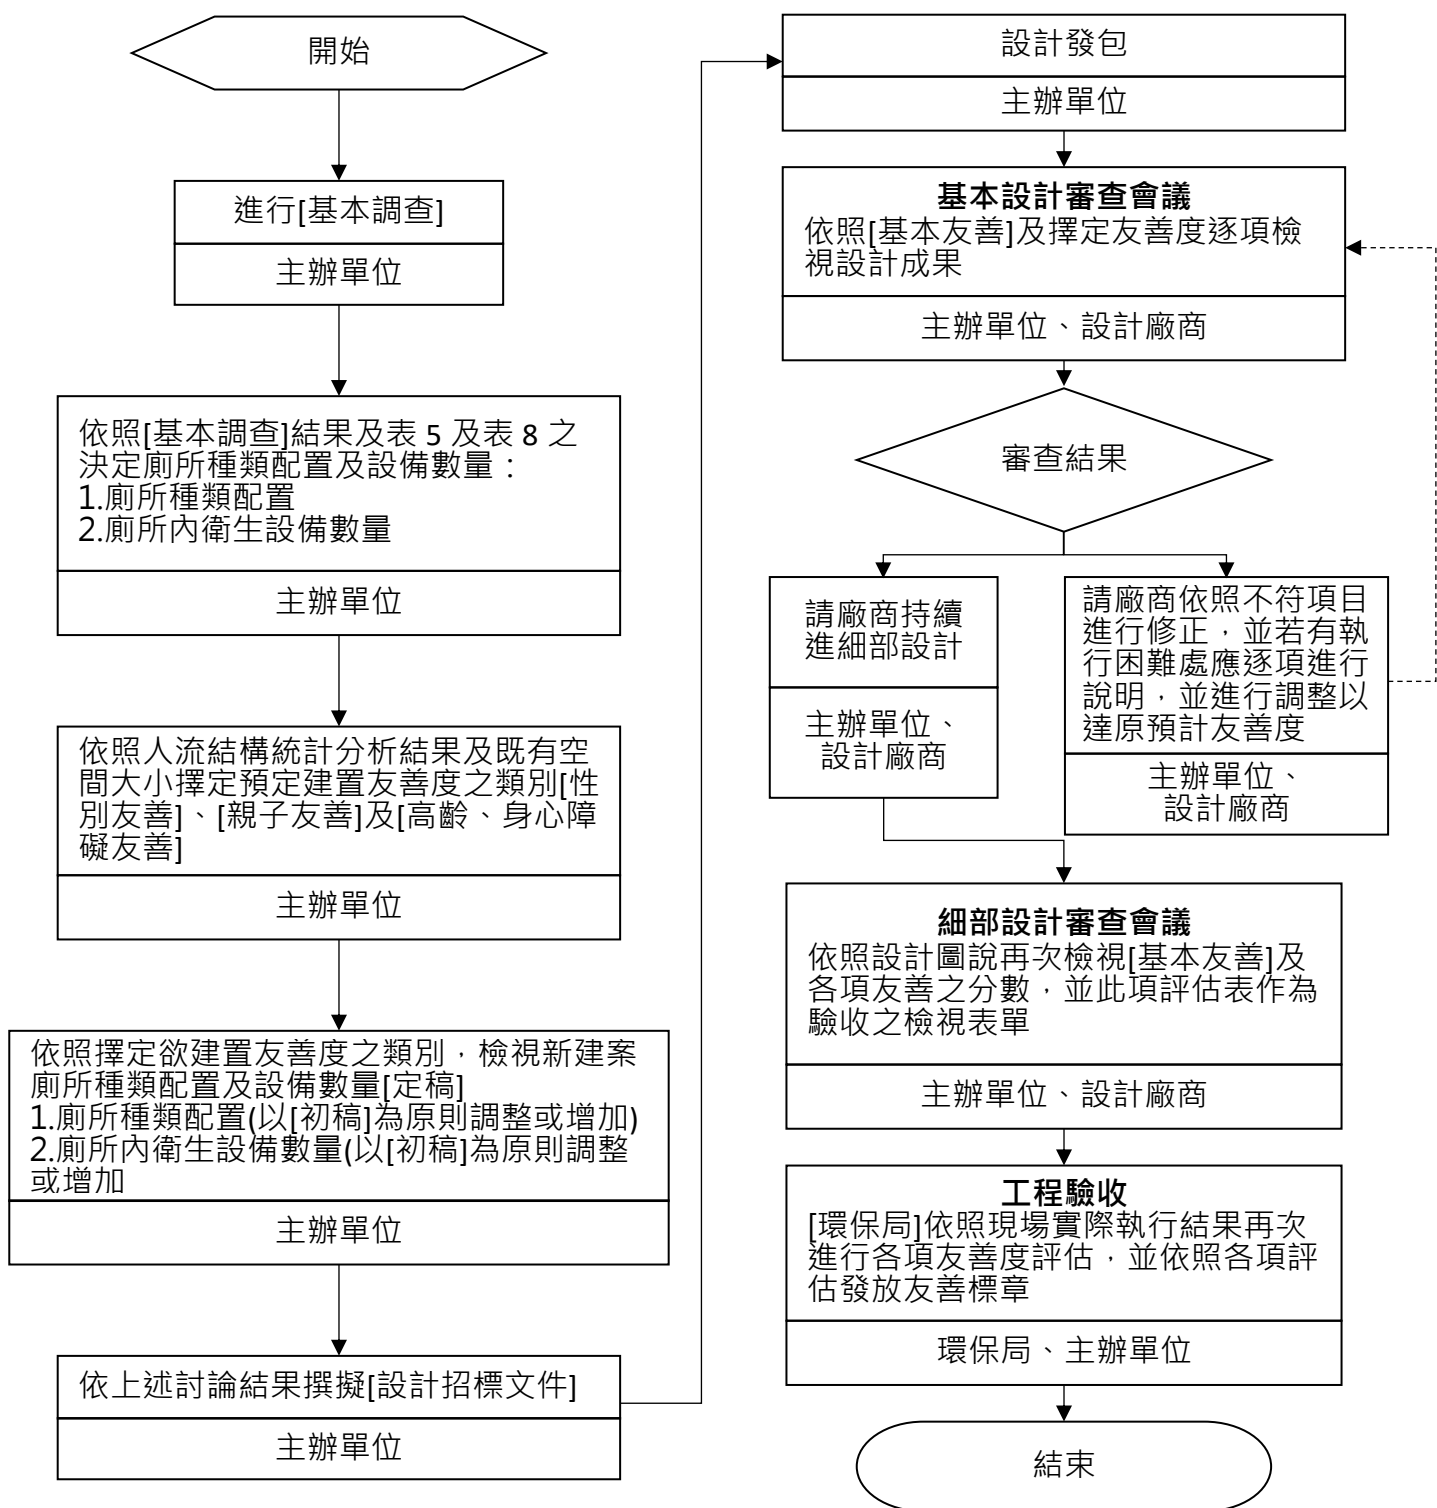 開始
進行[基本調查]
主辦單位
依照[基本調查]結果及表 5 及表 8 之
決定廁所種類配置及設備數量：
1.廁所種類配置
2.廁所內衛生設備數量
主辦單位
依照人流結構統計分析結果及既有空
間大小擇定預定建置友善度之類別[性
別友善]、[親子友善]及[高齡、身心障
礙友善]
主辦單位
依照擇定欲建置友善度之類別，檢視新建案
廁所種類配置及設備數量[定稿]
1.廁所種類配置(以[初稿]為原則調整或增加)
2.廁所內衛生設備數量(以[初稿]為原則調整
或增加
主辦單位
依上述討論結果撰擬[設計招標文件]
主辦單位
設計發包
主辦單位
基本設計審查會議
依照[基本友善]及擇定友善度逐項檢
視設計成果
主辦單位、設計廠商
審查結果
請廠商持續
進細部設計
主辦單位、
設計廠商
請廠商依照不符項目
進行修正，並若有執
行困難處應逐項進行
說明，並進行調整以
達原預計友善度
主辦單位、
設計廠商
細部設計審查會議
依照設計圖說再次檢視[基本友善]及
各項友善之分數，並此項評估表作為
驗收之檢視表單
主辦單位、設計廠商
工程驗收
[環保局]依照現場實際執行結果再次
進行各項友善度評估，並依照各項評
估發放友善標章
環保局、主辦單位
結束